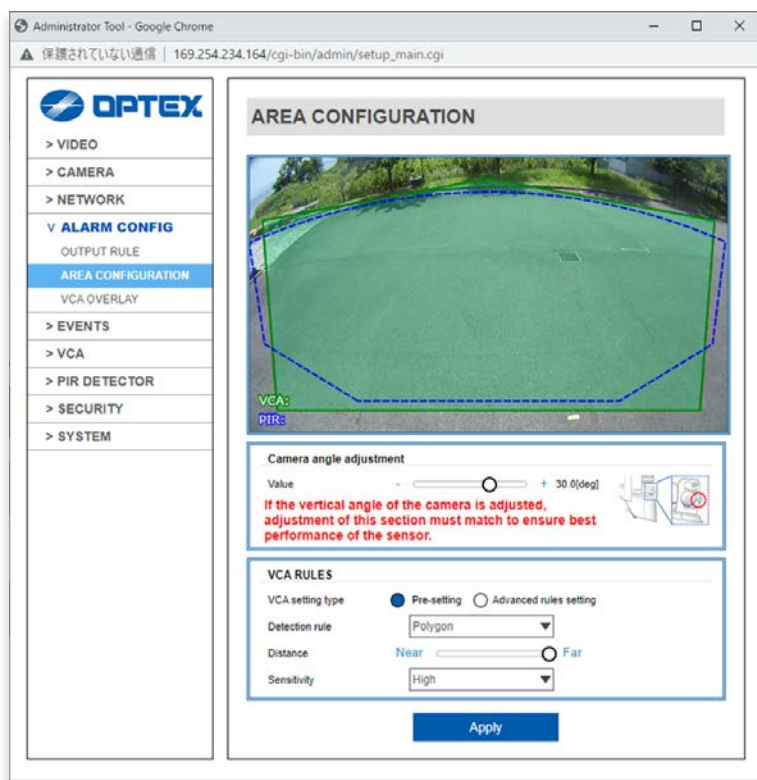 Administrator Tool - Google Chrome
保護されていない通信 | 169.254.234.164/cgi-bin/admin/setup_main.cgi
OPTEX
> VIDEO
> CAMERA
> NETWORK
v ALARM CONFIG
OUTPUT RULE
AREA CONFIGURATION
VCA OVERLAY
> EVENTS
> VCA
> PIR DETECTOR
> SECURITY
> SYSTEM
AREA CONFIGURATION
VCA:
PIR:
Camera angle adjustment
Value - + 30.0[deg]
If the vertical angle of the camera is adjusted,
adjustment of this section must match to ensure best
performance of the sensor.
VCA RULES
VCA setting type Pre-setting Advanced rules setting
Detection rule Polygon
Distance Near Far
Sensitivity High
Apply